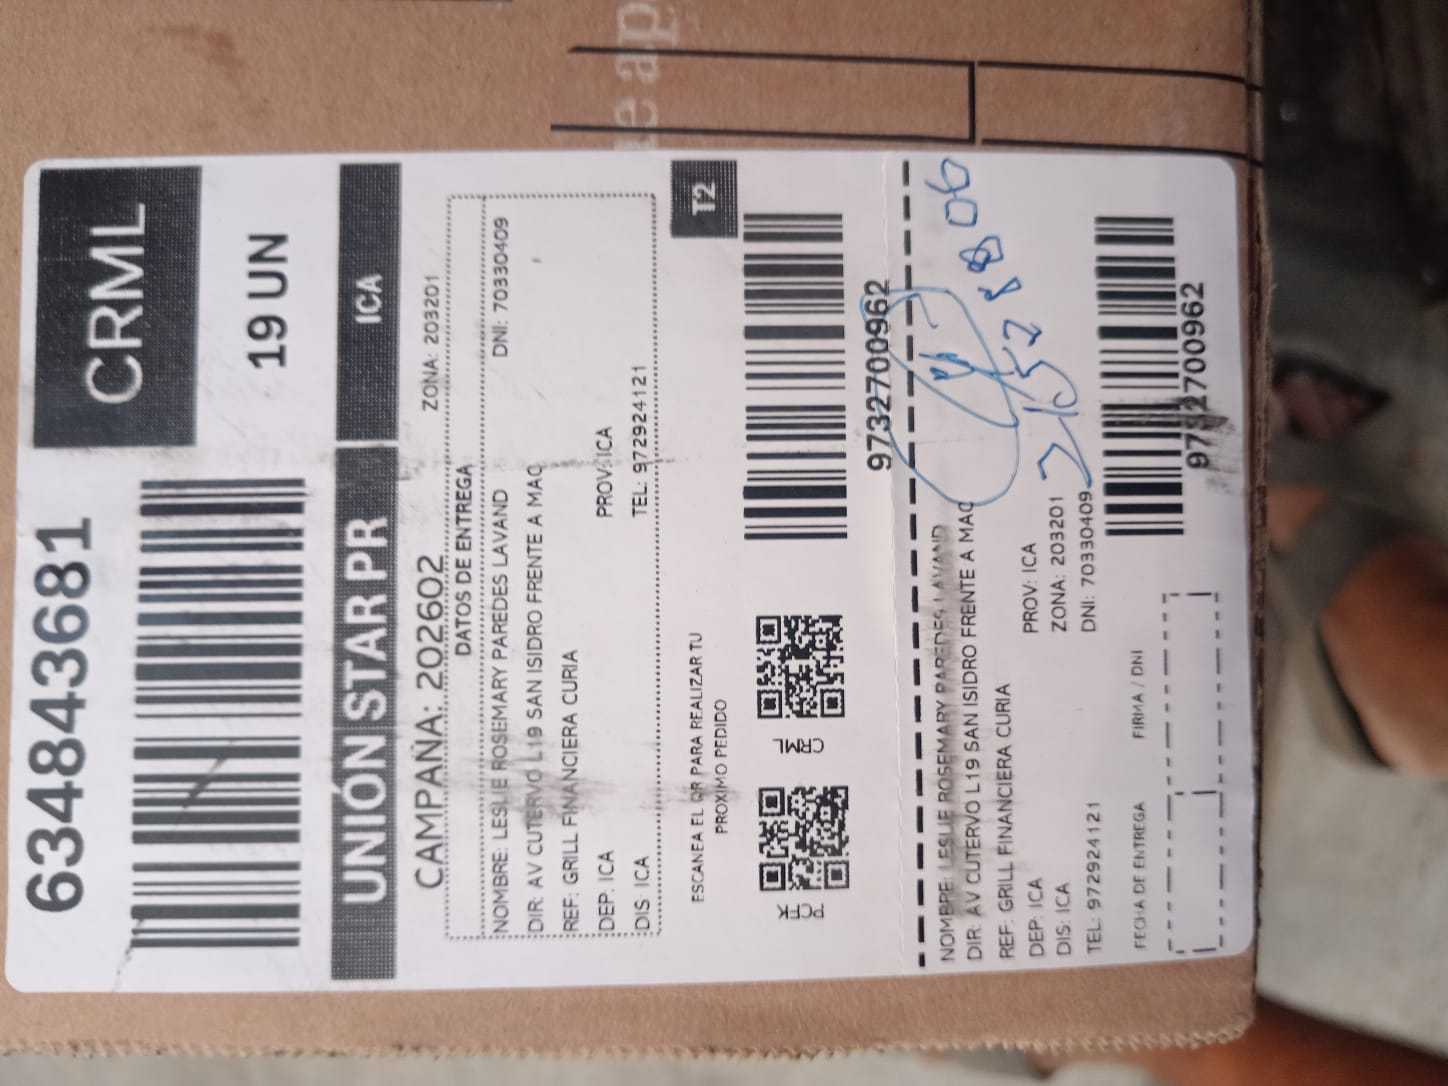 e ap
63484843681
CRML
19 UN
UNIÓN STAR PR
ICA
CAMPAÑA: 202602
ZONA: 203201
DATOS DE ENTREGA
NOMBRE: LESLIE ROSEMARY PAREDES LAVAND
DNI: 70330409
DIR: AV CUTERVO L19 SAN ISIDRO FRENTE A MAC
REF: GRILL FINANCIERA CURIA
DEP: ICA
PROV: ICA
DIS: ICA
TEL: 972924121
T2
ESCANEA EL QR PARA REALIZAR TU
PROXIMO PEDIDO
PCTK
CRML
9732700962
NOMBRE: LESLIE ROSEMARY PAREDES LAVAND
DIR: AV CUTERVO L19 SAN ISIDRO FRENTE A MAC
REF: GRILL FINANCIERA CURIA
DEP: ICA
PROV: ICA
DIS: ICA
ZONA: 203201
TEL: 972924121
DNI: 70330409
FECHA DE ENTREGA
FIRMA / DNI
9732700962